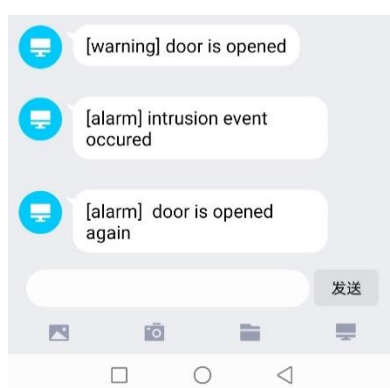 [warning] door is opened
[alarm] intrusion event
occured
[alarm] door is opened
again
发送